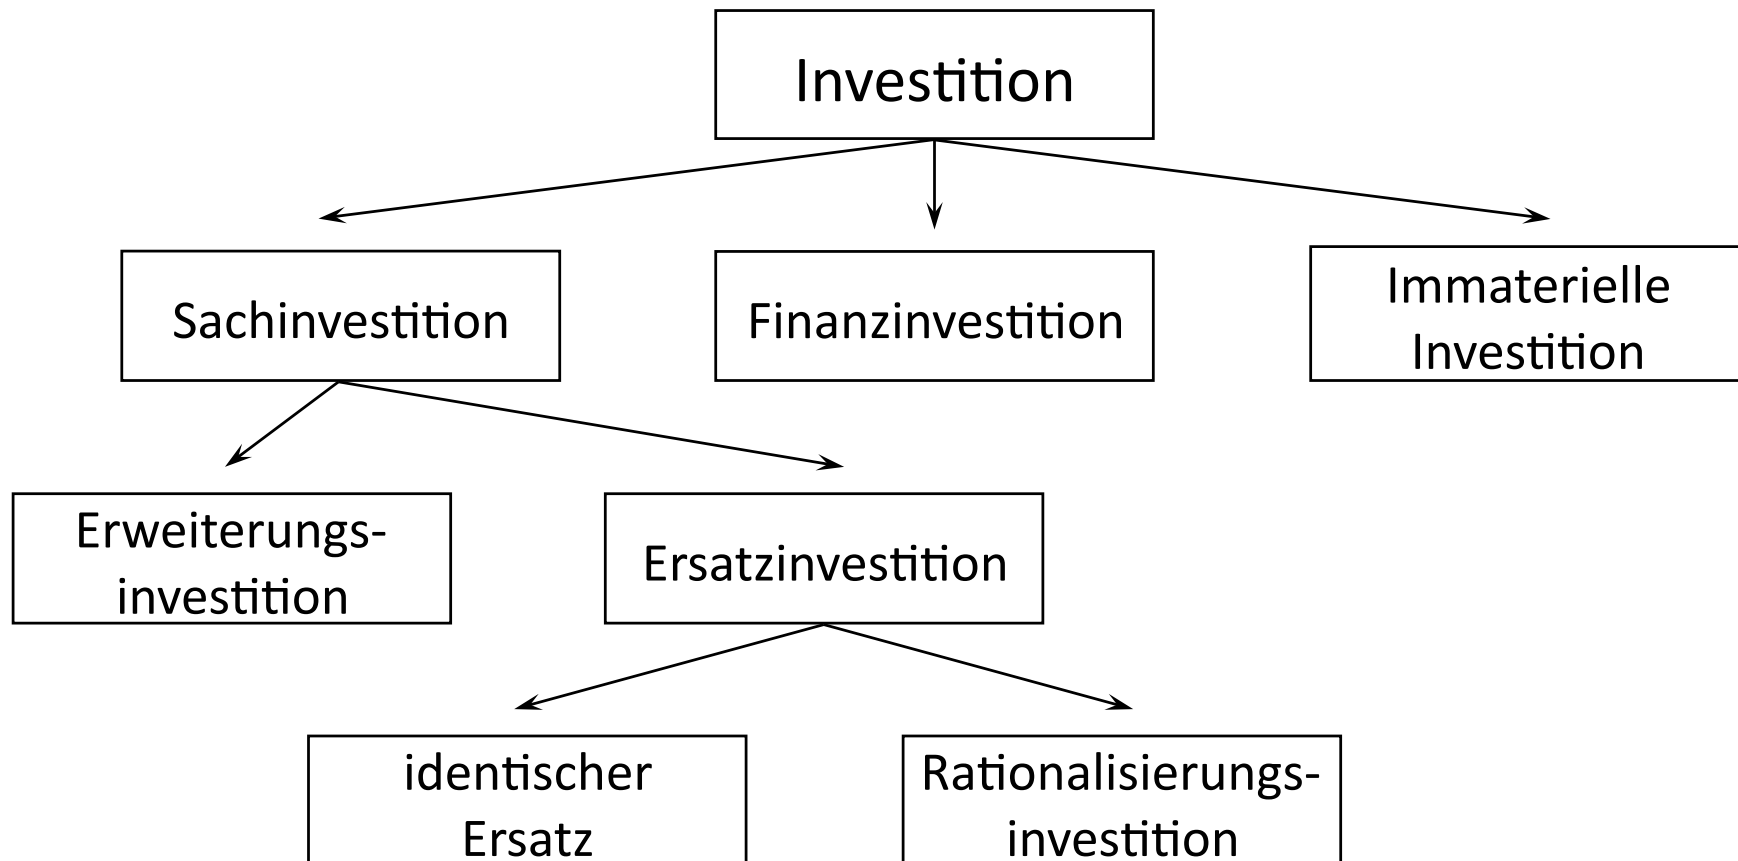 Investition
Sachinvestition
Finanzinvestition
Immaterielle
Investition
Erweiterungs-
investition
Ersatzinvestition
identischer
Ersatz
Rationalisierungs-
investition